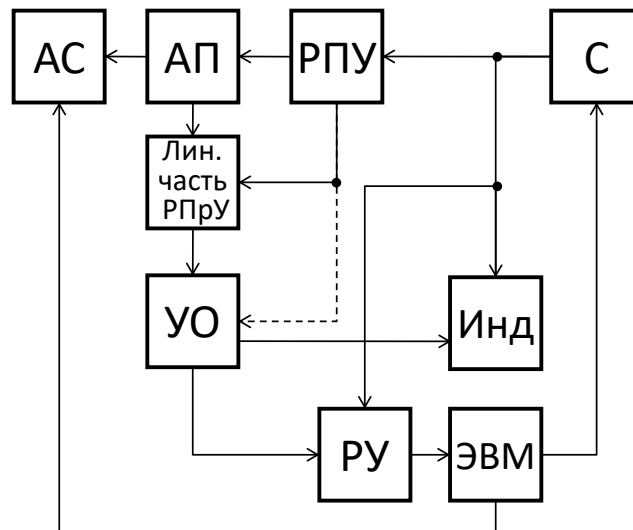 АС
АП
РПУ
С
Лин.
часть
РПрУ
УО
Инд
РУ
ЭВМ